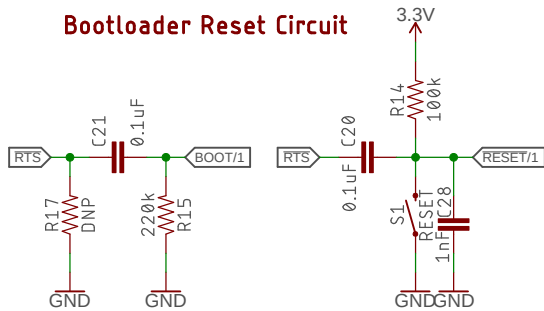 Bootloader Reset Circuit
3.3V
R14
100k
C21
0.1uF
C20
0.1uF
RTS
BOOT/1
RTS
RESET/1
R17
DNP
220k
R15
S1
RESET
C28
1nF
GND
GND
GND
GND